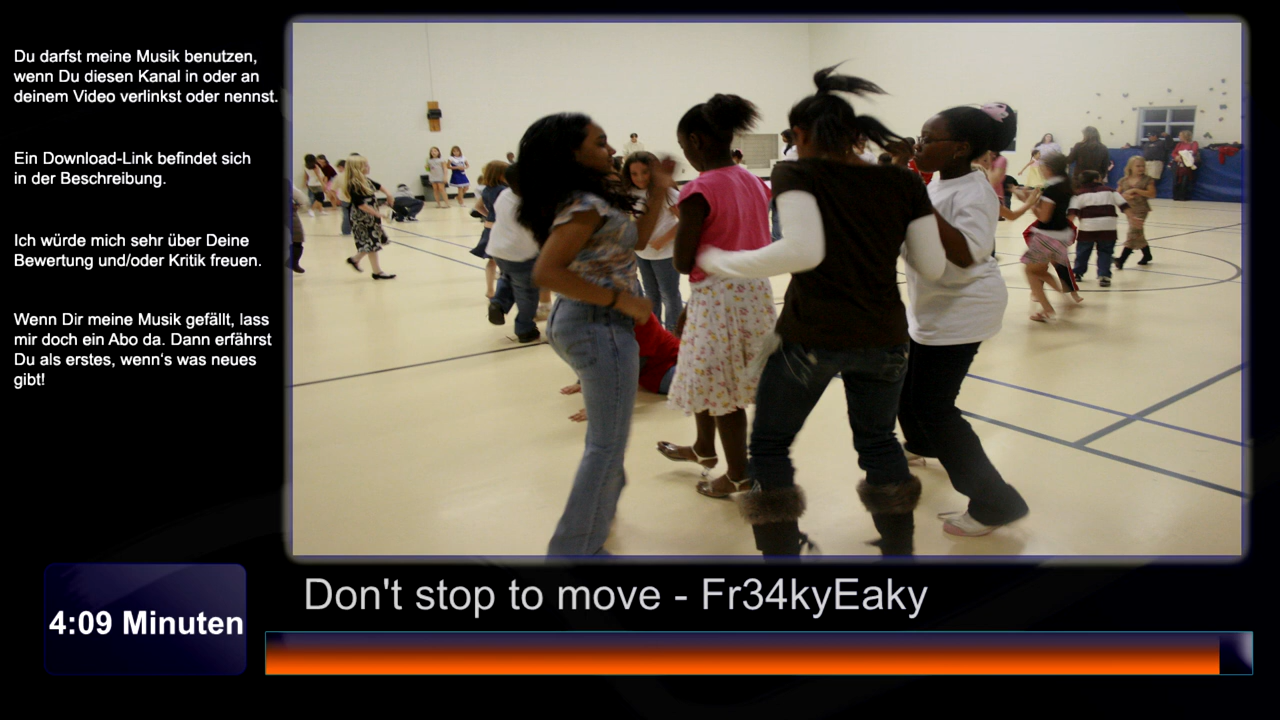 Du darfst meine Musik benutzen,
wenn Du diesen Kanal in oder an
deinem Video verlinkst oder nennst.
Ein Download-Link befindet sich
in der Beschreibung.
Ich würde mich sehr über Deine
Bewertung und/oder Kritik freuen.
Wenn Dir meine Musik gefällt, lass
mir doch ein Abo da. Dann erfährst
Du als erstes, wenn's was neues
gibt!
Don't stop to move - Fr34kyEaky
4:09 Minuten